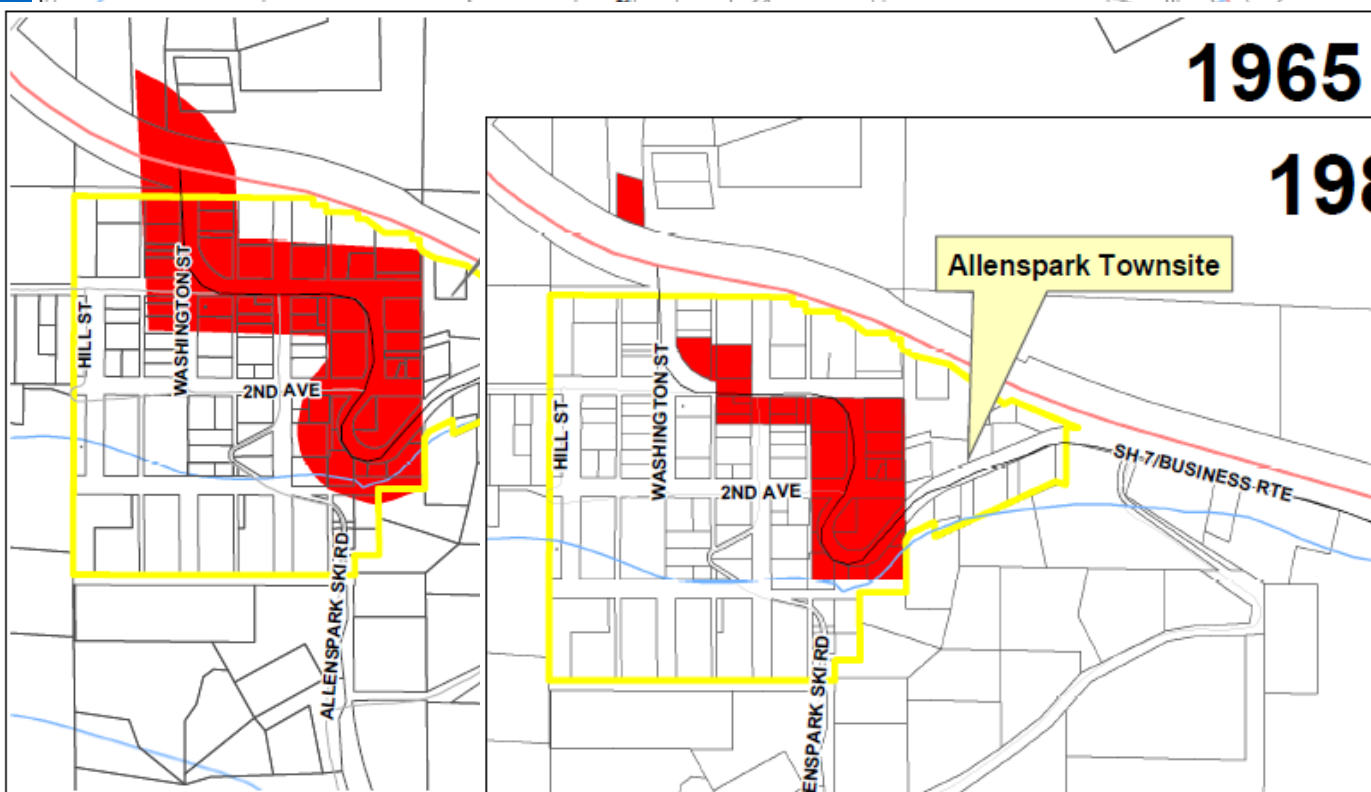 1965
198
Allenspark Townsite
HILL ST
WASHINGTON ST
2ND AVE
ALLENSPARK SKI RD
HILL ST
WASHINGTON ST
2ND AVE
SH 7/BUSINESS RTE
ENSPARK SKI RD